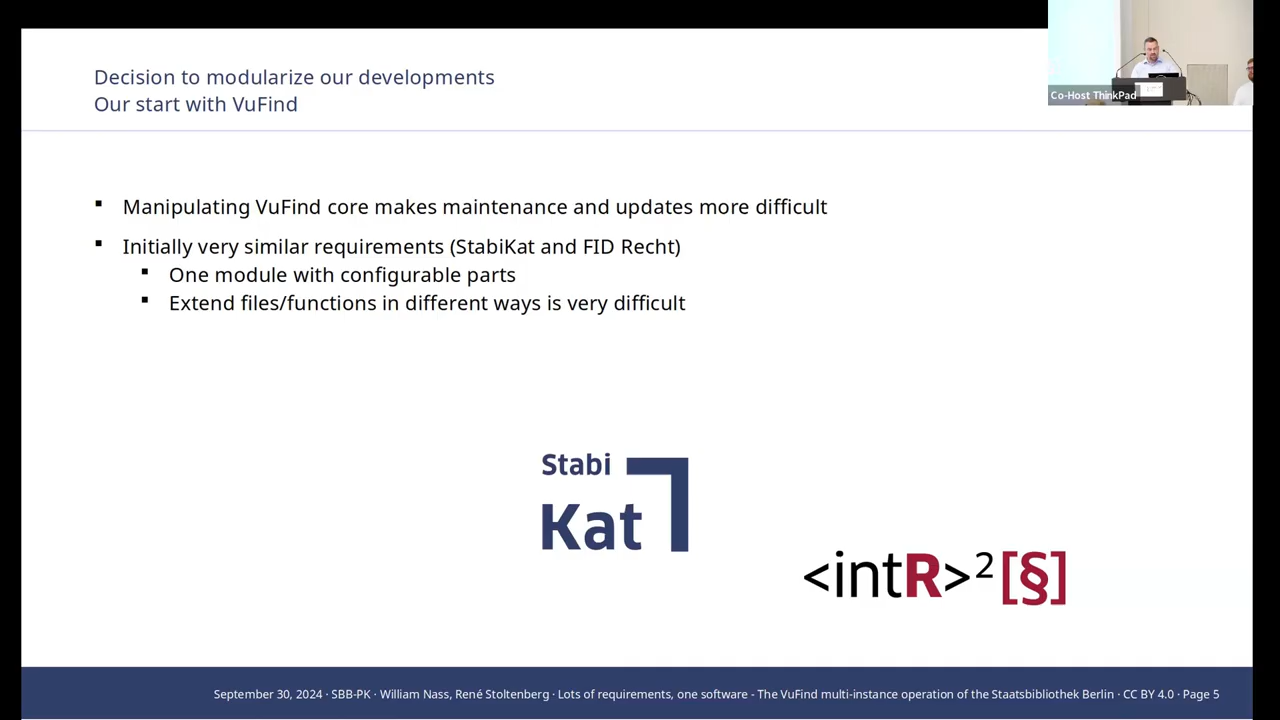 Decision to modularize our developments
Our start with VuFind
Co-Host ThinkPad
Manipulating VuFind core makes maintenance and updates more difficult
Initially very similar requirements (StabiKat and FID Recht)
One module with configurable parts
Extend files/functions in different ways is very difficult
Stabi
Kat
<intR>²[§]
September 30, 2024 · SBB-PK · William Nass, René Stoltenberg · Lots of requirements, one software - The VuFind multi-instance operation of the Staatsbibliothek Berlin · CC BY 4.0 · Page 5